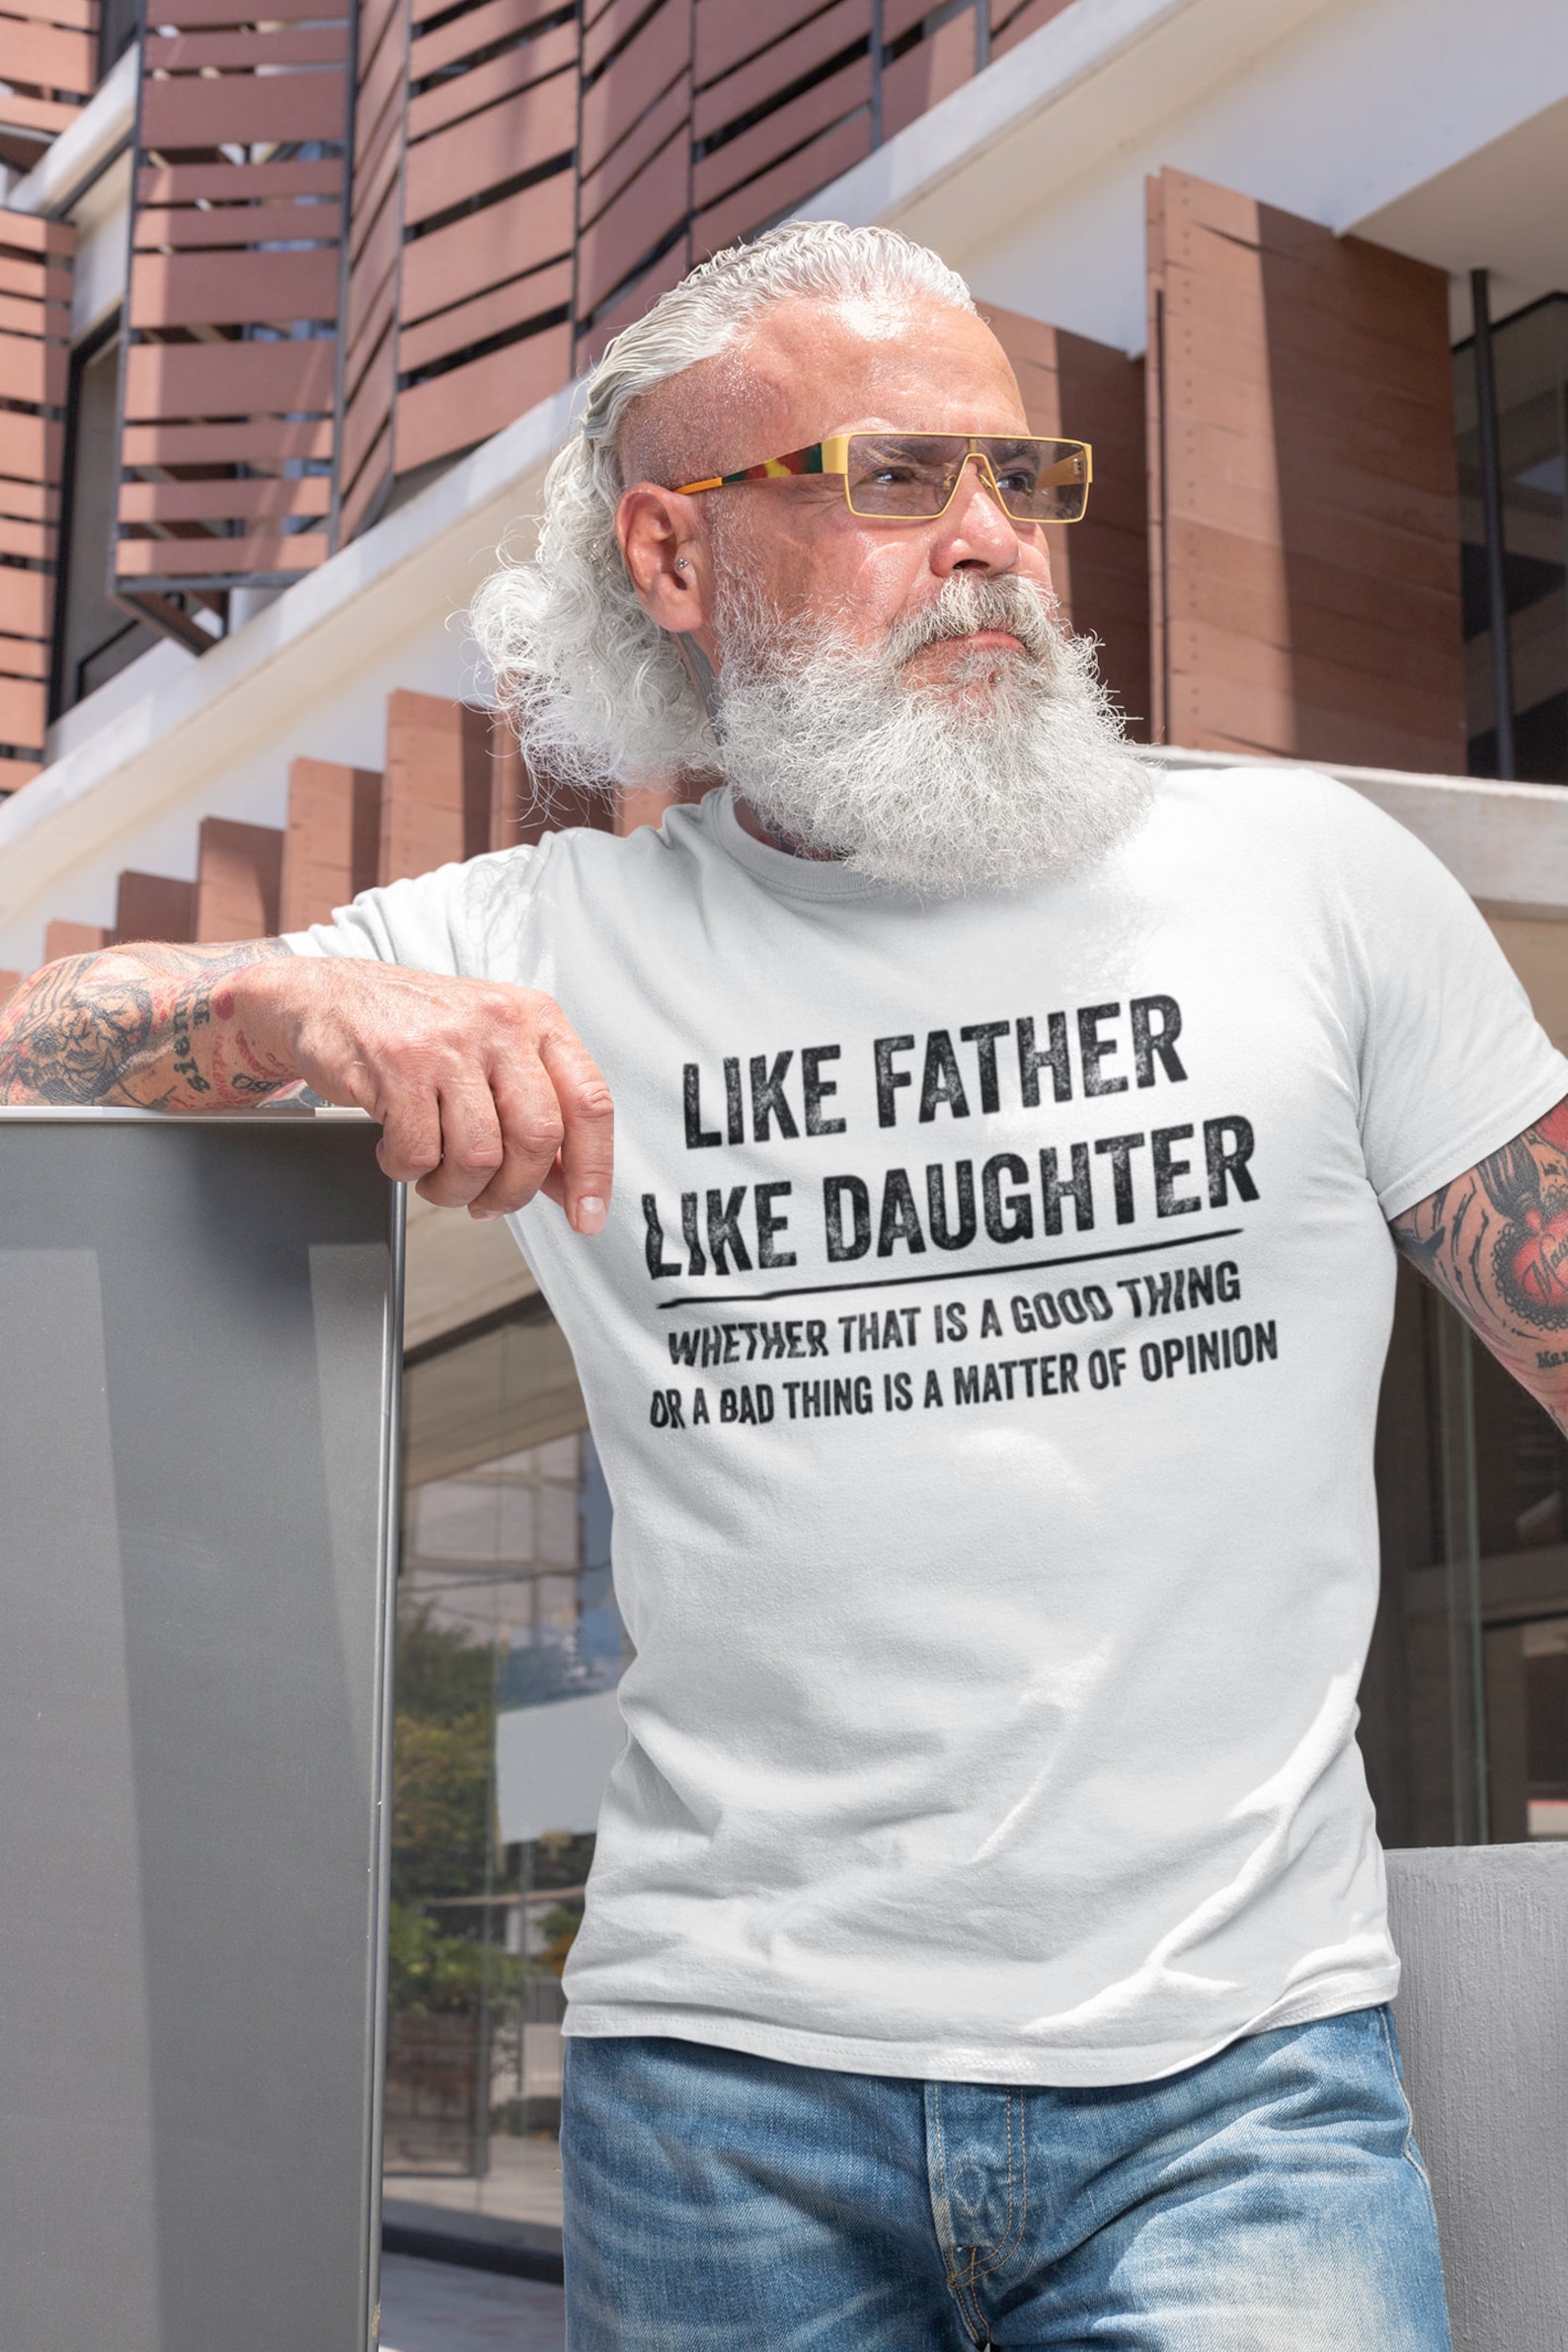 LIKE FATHER
LIKE DAUGHTER
WHETHER THAT IS A GOOD THING
OR A BAD THING IS A MATTER OF OPINION